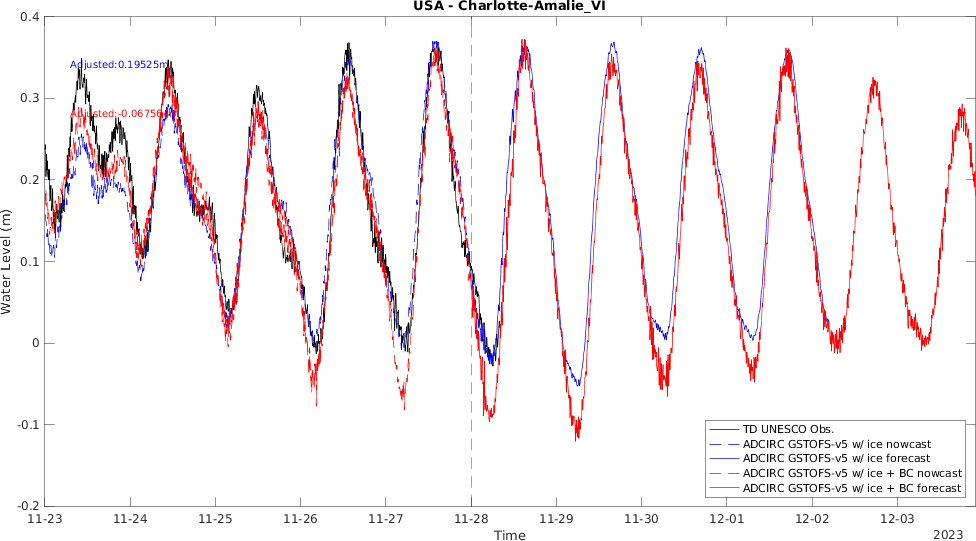 USA - Charlotte-Amalie_VI
0.4
Adjusted:0.19525m
0.3
0.2
0.1
0
-0.1
-0.2
Water Level (m)
TD UNESCO Obs.
ADCIRC GSTOFS-v5 w/ ice nowcast
ADCIRC GSTOFS-v5 w/ ice forecast
ADCIRC GSTOFS-v5 w/ ice + BC nowcast
ADCIRC GSTOFS-v5 w/ ice + BC forecast
11-23 11-24 11-25 11-26 11-27 11-28 11-29 11-30 12-01 12-02 12-03
Time
2023